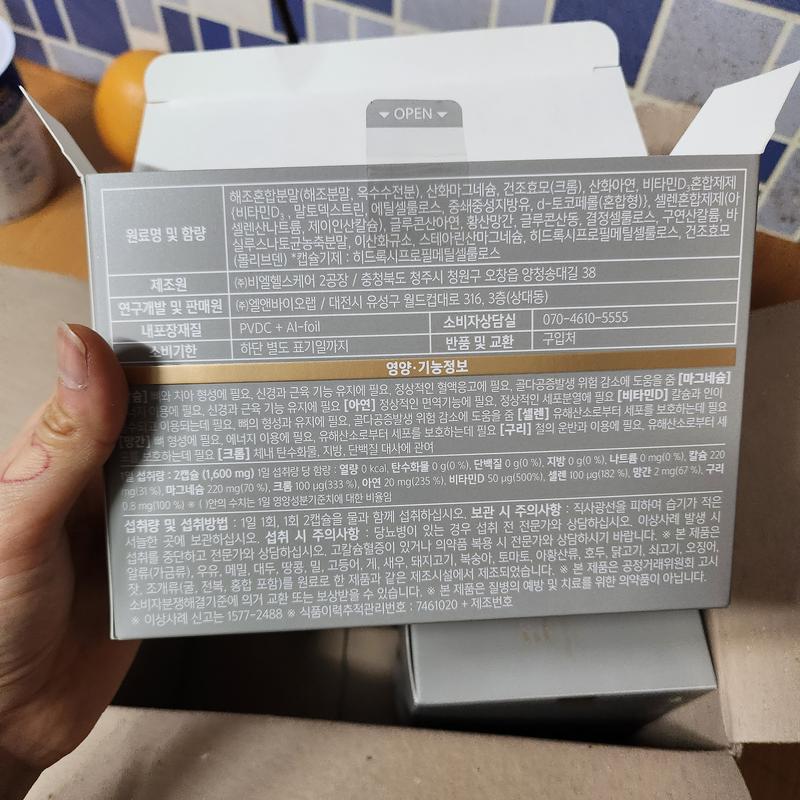 OPEN
원료명 및 함량
해조혼합분말(해조분말, 옥수수전분), 산화마그네슘, 건조효모(크롬), 산화아연, 비타민D₃혼합제제
(비타민D₃, 말토덱스트린, 에틸셀룰로스, 중쇄중성지방유, d-토코페롤(혼합형)), 셀렌혼합제제(아
셀렌산나트륨, 제이인산칼슘), 글루콘산아연, 황산망간, 글루콘산동, 결정셀룰로스, 구연산칼륨, 바
실루스나토균농축분말, 이산화규소, 스테아린산마그네슘, 히드록시프로필메틸셀룰로스, 건조효모
(몰리브덴) *캡슐기제 : 히드록시프로필메틸셀룰로스
제조원 ㈜비엘헬스케어 2공장 / 충청북도 청주시 청원구 오창읍 양청송대길 38
연구개발 및 판매원 ㈜엘앤바이오랩 / 대전시 유성구 월드컵대로 316, 3층(상대동)
내포장재질 PVDC + Al-foil 소비자상담실 070-4610-5555
소비기한 하단 별도 표기일까지 반품 및 교환 구입처
영양·기능정보
뼈와 치아 형성에 필요, 신경과 근육 기능 유지에 필요, 정상적인 혈액응고에 필요, 골다공증발생 위험 감소에 도움을 줌 [마그네슘]
이용에 필요, 신경과 근육 기능 유지에 필요 [아연] 정상적인 면역기능에 필요, 정상적인 세포분열에 필요 [비타민D] 칼슘과 인이
흡수되고 이용되는데 필요, 뼈의 형성과 유지에 필요, 골다공증발생 위험 감소에 도움을 줌 [셀렌] 유해산소로부터 세포를 보호하는데 필요
[망간] 뼈 형성에 필요, 에너지 이용에 필요, 유해산소로부터 세포를 보호하는데 필요 [구리] 철의 운반과 이용에 필요, 유해산소로부터 세
포를 보호하는데 필요 [크롬] 체내 탄수화물, 지방, 단백질 대사에 관여
1일 섭취량 : 2캡슐 (1,600 mg) 1일 섭취량 당 함량 : 열량 0 kcal, 탄수화물 0 g(0 %), 단백질 0 g(0 %), 지방 0 g(0 %), 나트륨 0 mg(0 %), 칼슘 220
mg(31 %), 마그네슘 220 mg(70 %), 크롬 100 μg(333 %), 아연 20 mg(235 %), 비타민D 50 μg(500%), 셀렌 100 μg(182 %), 망간 2 mg(67 %), 구리
0.8 mg(100 %) ※ ( )안의 수치는 1일 영양성분기준치에 대한 비율임
섭취량 및 섭취방법 : 1일 1회, 1회 2캡슐을 물과 함께 섭취하십시오. 보관 시 주의사항 : 직사광선을 피하여 습기가 적은
서늘한 곳에 보관하십시오. 섭취 시 주의사항 : 당뇨병이 있는 경우 섭취 전 전문가와 상담하십시오. 이상사례 발생 시
섭취를 중단하고 전문가와 상담하십시오. 고칼슘혈증이 있거나 의약품 복용 시 전문가와 상담하시기 바랍니다. ※ 본 제품은
알류(가금류), 우유, 메밀, 대두, 땅콩, 밀, 고등어, 게, 새우, 돼지고기, 복숭아, 토마토, 아황산류, 호두, 닭고기, 쇠고기, 오징어,
잣, 조개류(굴, 전복, 홍합 포함)를 원료로 한 제품과 같은 제조시설에서 제조되었습니다. ※ 본 제품은 공정거래위원회 고시
소비자분쟁해결기준에 의거 교환 또는 보상받을 수 있습니다. ※ 본 제품은 질병의 예방 및 치료를 위한 의약품이 아닙니다.
※ 이상사례 신고는 1577-2488 ※ 식품이력추적관리번호 : 7461020 + 제조번호